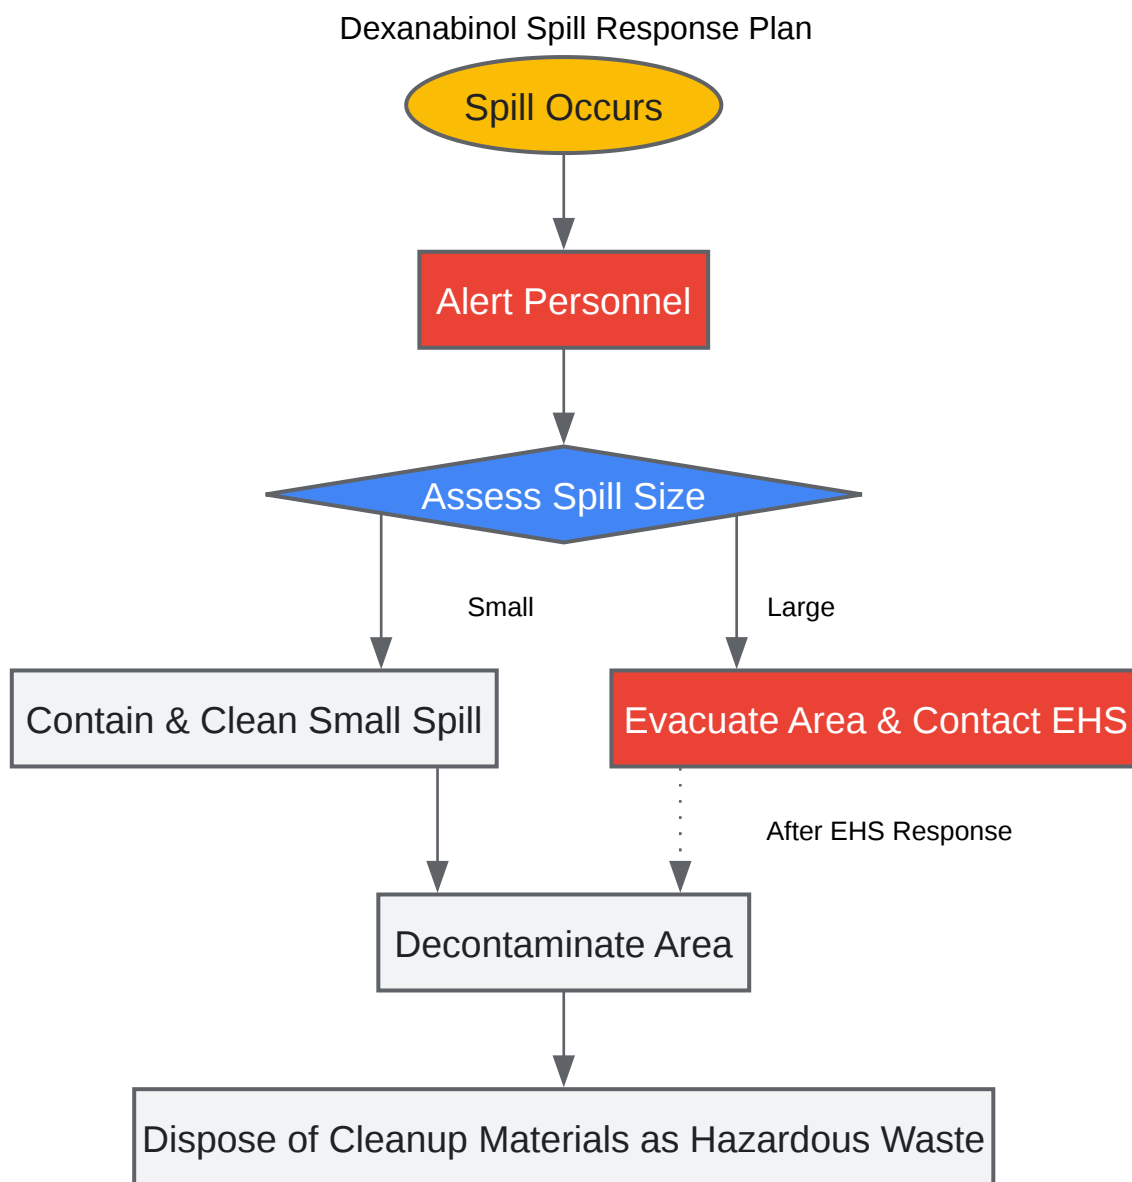 Dexanabinol Spill Response Plan
Spill Occurs
Alert Personnel
Assess Spill Size
Small
Large
Contain & Clean Small Spill
Evacuate Area & Contact EHS
After EHS Response
Decontaminate Area
Dispose of Cleanup Materials as Hazardous Waste